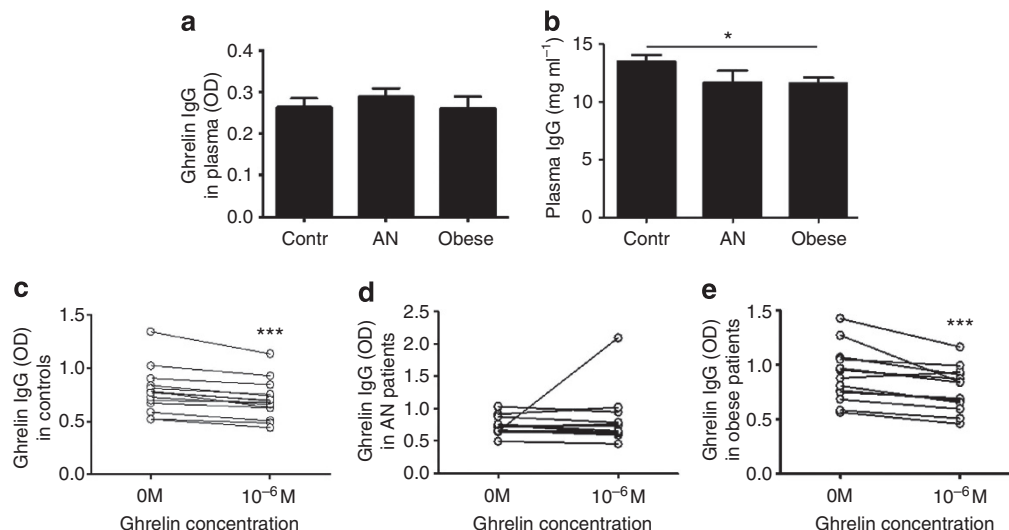 a
Ghrelin IgG
in plasma (OD)
0.4
0.3
0.2
0.1
0.0
Contr AN Obese
b
Plasma IgG (mg ml⁻¹)
15
10
5
0
*
Contr AN Obese
c
Ghrelin IgG (OD)
in controls
1.5
1.0
0.5
0.0
***
0M 10⁻⁶ M
Ghrelin concentration
d
Ghrelin IgG (OD)
in AN patients
2.5
2.0
1.5
1.0
0.5
0.0
0M 10⁻⁶ M
Ghrelin concentration
e
Ghrelin IgG (OD)
in obese patients
1.5
1.0
0.5
0.0
***
0M 10⁻⁶ M
Ghrelin concentration